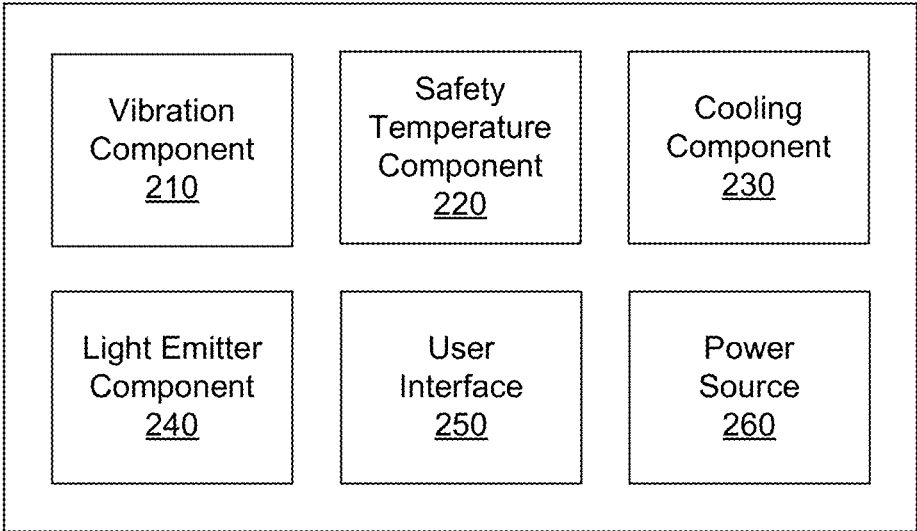 Vibration
Component
210
Safety
Temperature
Component
220
Cooling
Component
230
Light Emitter
Component
240
User
Interface
250
Power
Source
260